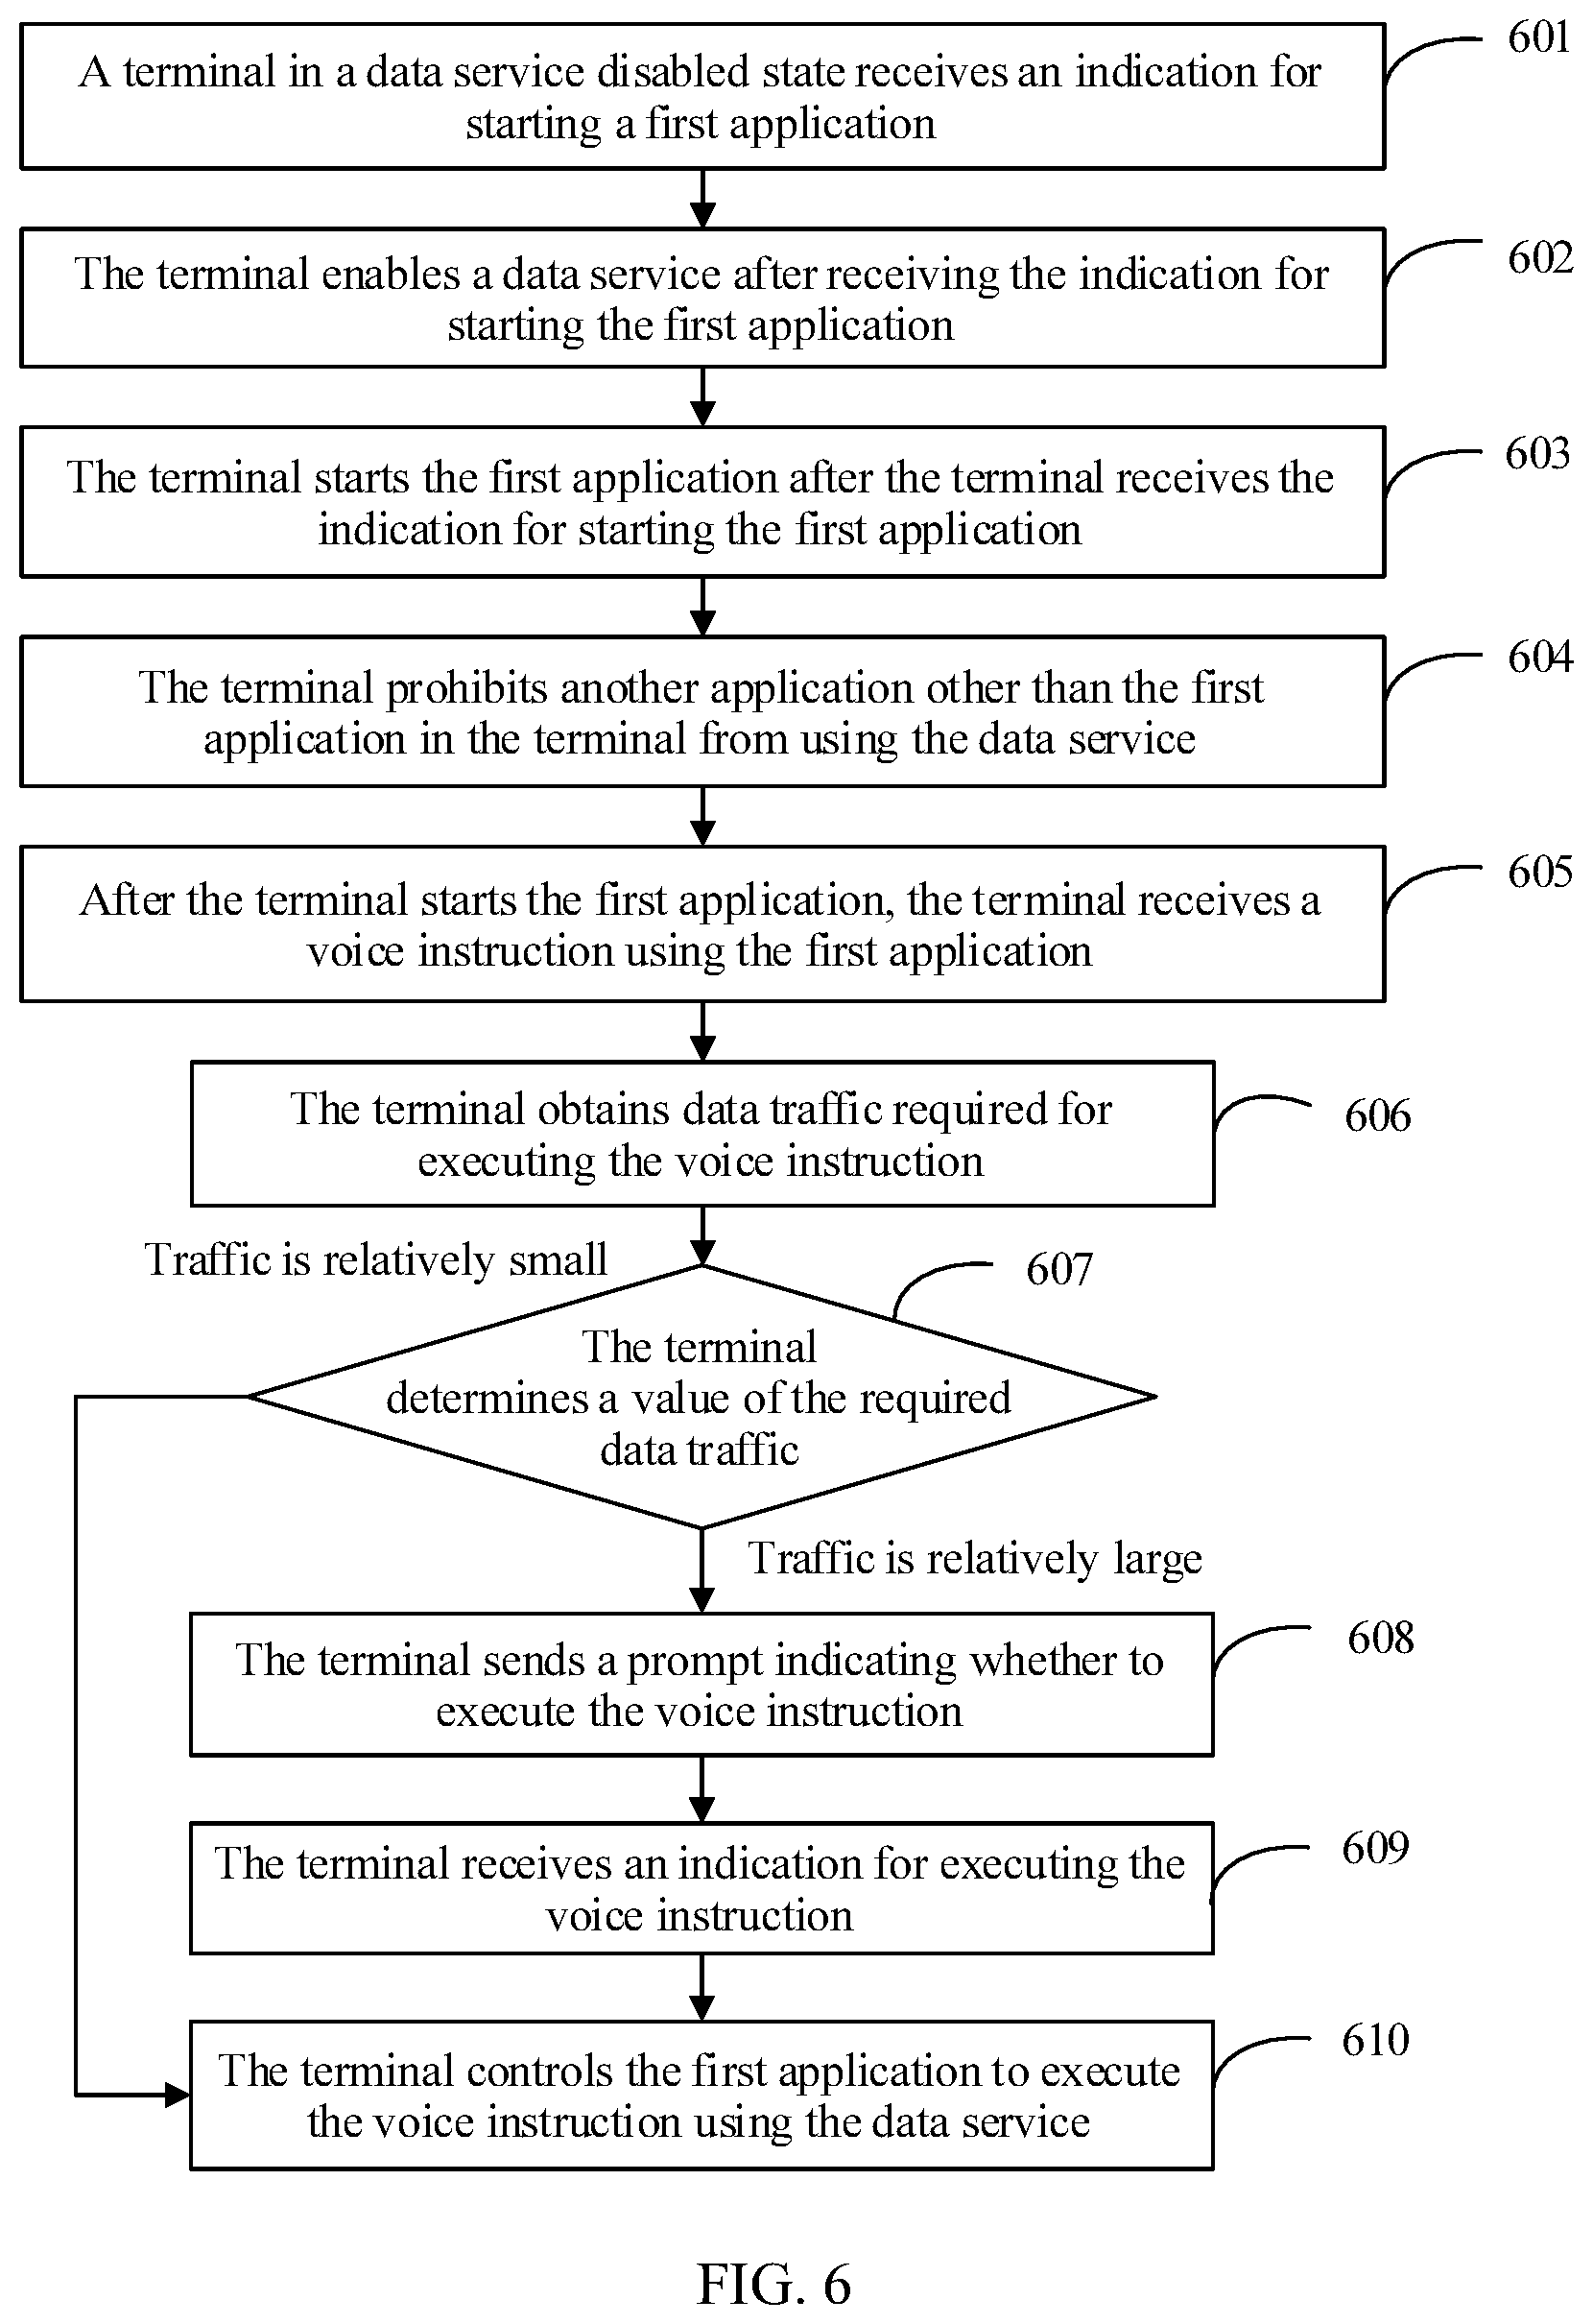 601
A terminal in a data service disabled state receives an indication for
starting a first application
602
The terminal enables a data service after receiving the indication for
starting the first application
603
The terminal starts the first application after the terminal receives the
indication for starting the first application
604
The terminal prohibits another application other than the first
application in the terminal from using the data service
605
After the terminal starts the first application, the terminal receives a
voice instruction using the first application
606
The terminal obtains data traffic required for
executing the voice instruction
Traffic is relatively small
607
The terminal
determines a value of the required
data traffic
Traffic is relatively large
608
The terminal sends a prompt indicating whether to
execute the voice instruction
609
The terminal receives an indication for executing the
voice instruction
610
The terminal controls the first application to execute
the voice instruction using the data service
FIG. 6